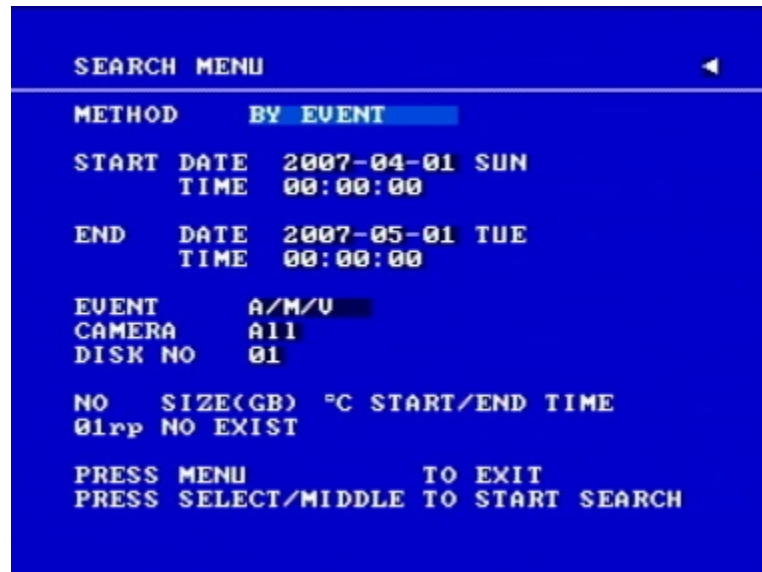 SEARCH MENU ◄
METHOD BY EVENT
START DATE 2007-04-01 SUN
TIME 00:00:00
END DATE 2007-05-01 TUE
TIME 00:00:00
EVENT A/M/V
CAMERA All
DISK NO 01
NO SIZE(GB) °C START/END TIME
01rp NO EXIST
PRESS MENU TO EXIT
PRESS SELECT/MIDDLE TO START SEARCH